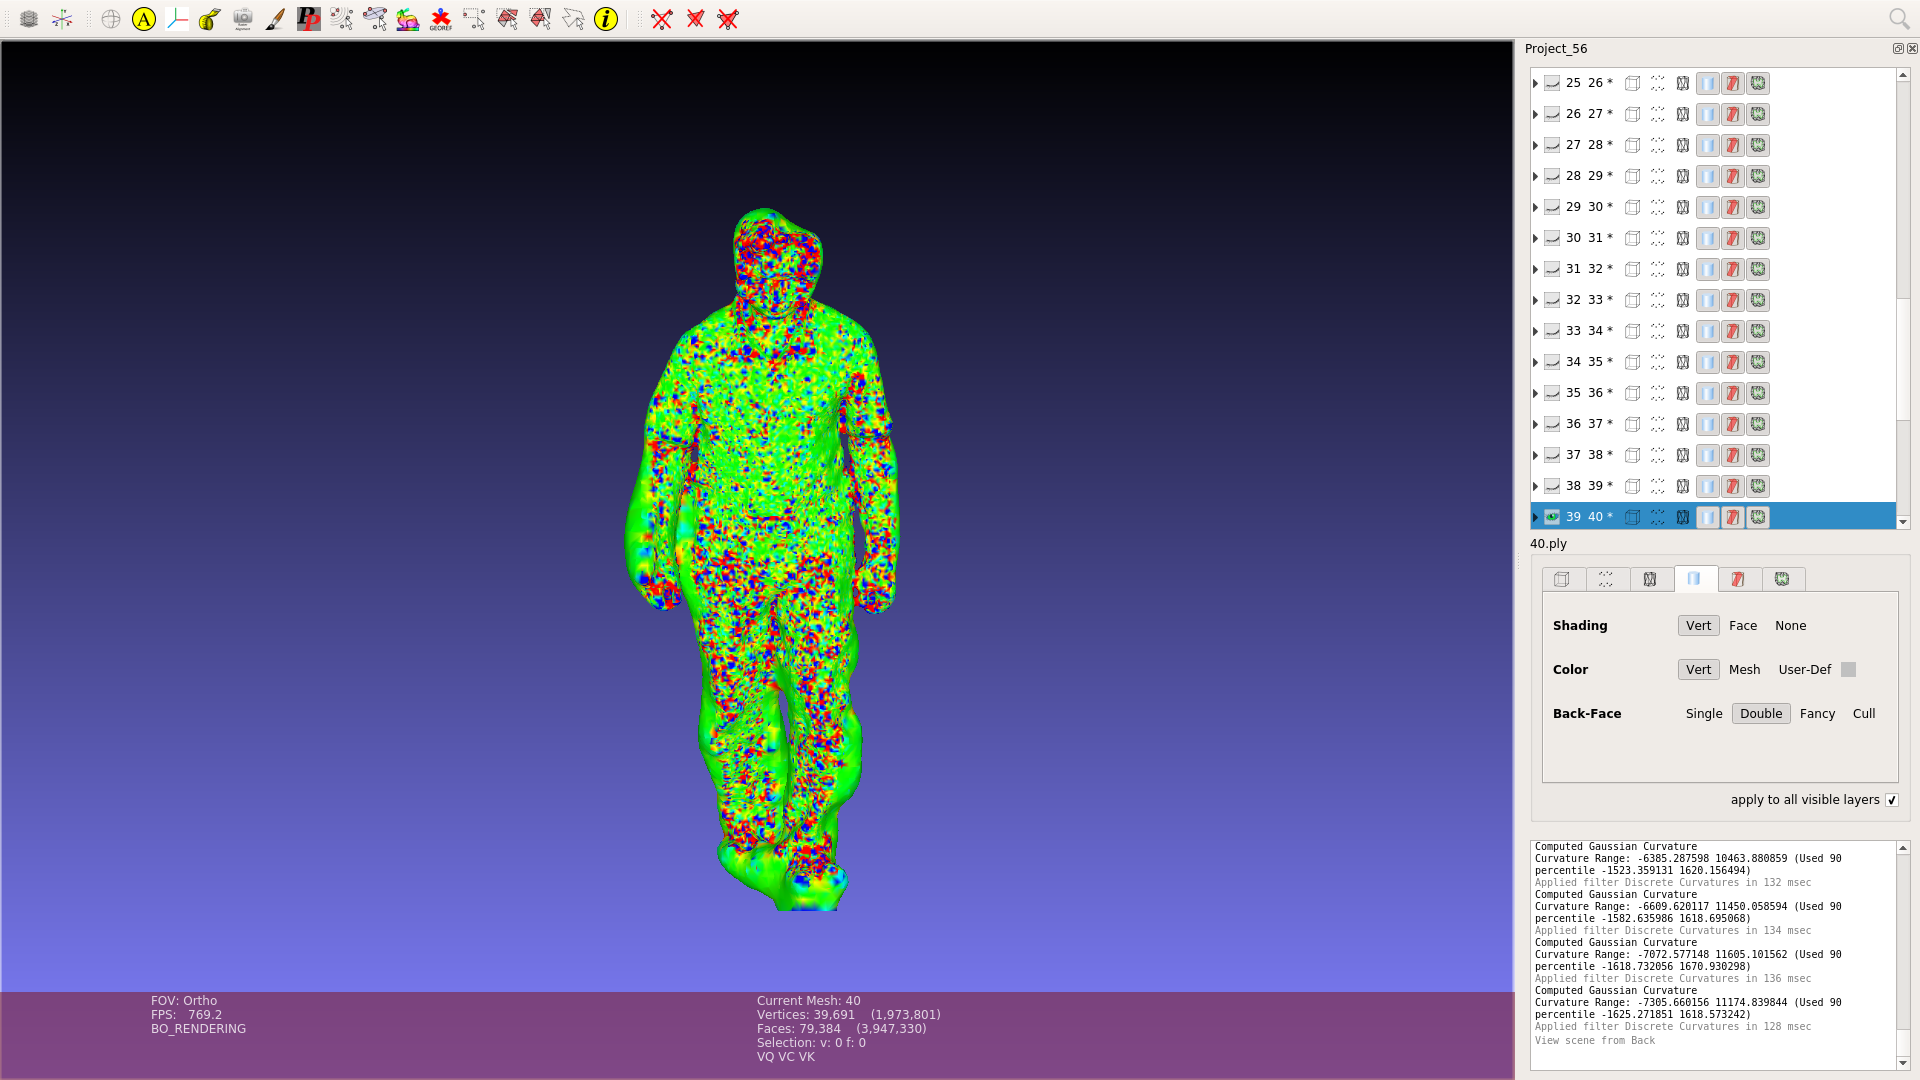 A
PP
GEOREF
i
Project_56
25 26 *
26 27 *
27 28 *
28 29 *
29 30 *
30 31 *
31 32 *
32 33 *
33 34 *
34 35 *
35 36 *
36 37 *
37 38 *
38 39 *
39 40 *
40.ply
Shading Vert Face None
Color Vert Mesh User-Def
Back-Face Single Double Fancy Cull
apply to all visible layers
Computed Gaussian Curvature
Curvature Range: -6385.287598 10463.880859 (Used 90
percentile -1523.359131 1620.156494)
Applied filter Discrete Curvatures in 132 msec
Computed Gaussian Curvature
Curvature Range: -6609.620117 11450.058594 (Used 90
percentile -1582.635986 1618.695068)
Applied filter Discrete Curvatures in 134 msec
Computed Gaussian Curvature
Curvature Range: -7072.577148 11605.101562 (Used 90
percentile -1618.732056 1670.930298)
Applied filter Discrete Curvatures in 136 msec
Computed Gaussian Curvature
Curvature Range: -7305.660156 11174.839844 (Used 90
percentile -1625.271851 1618.573242)
Applied filter Discrete Curvatures in 128 msec
View scene from Back
FOV: Ortho
FPS: 769.2
BO_RENDERING
Current Mesh: 40
Vertices: 39,691 (1,973,801)
Faces: 79,384 (3,947,330)
Selection: v: 0 f: 0
VQ VC VK